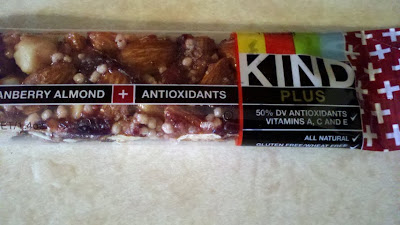 KIND
PLUS
ANBERRY ALMOND + ANTIOXIDANTS
50% DV ANTIOXIDANTS
VITAMINS A, C AND E
ALL NATURAL
GLUTEN FREE/WHEAT FREE